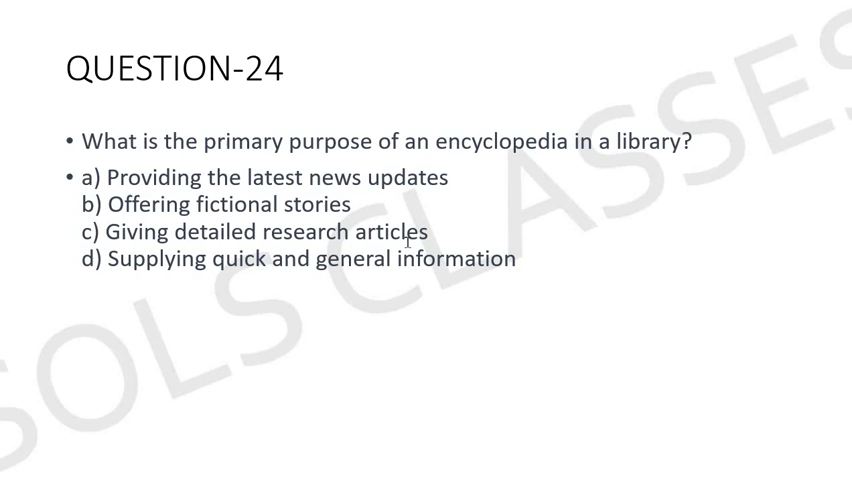 QUESTION-24
• What is the primary purpose of an encyclopedia in a library?
• a) Providing the latest news updates
b) Offering fictional stories
c) Giving detailed research articles
d) Supplying quick and general information
SOLS CLASSES